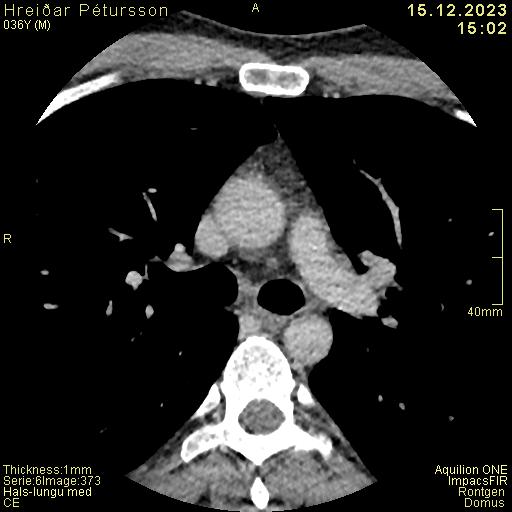 Hreiðar Pétursson
036Y (M)
A
15.12.2023
15:02
R
40mm
Thickness:1mm
Serie:6Image:373
Hals-lungu med
CE
Aquilion ONE
ImpacsFIR
Rontgen
Domus